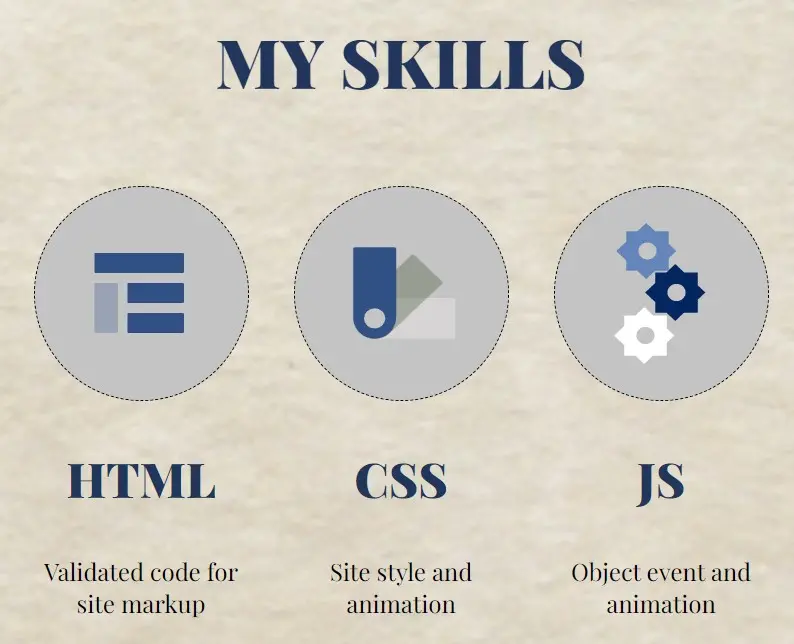 MY SKILLS
HTML
CSS
JS
Validated code for
site markup
Site style and
animation
Object event and
animation